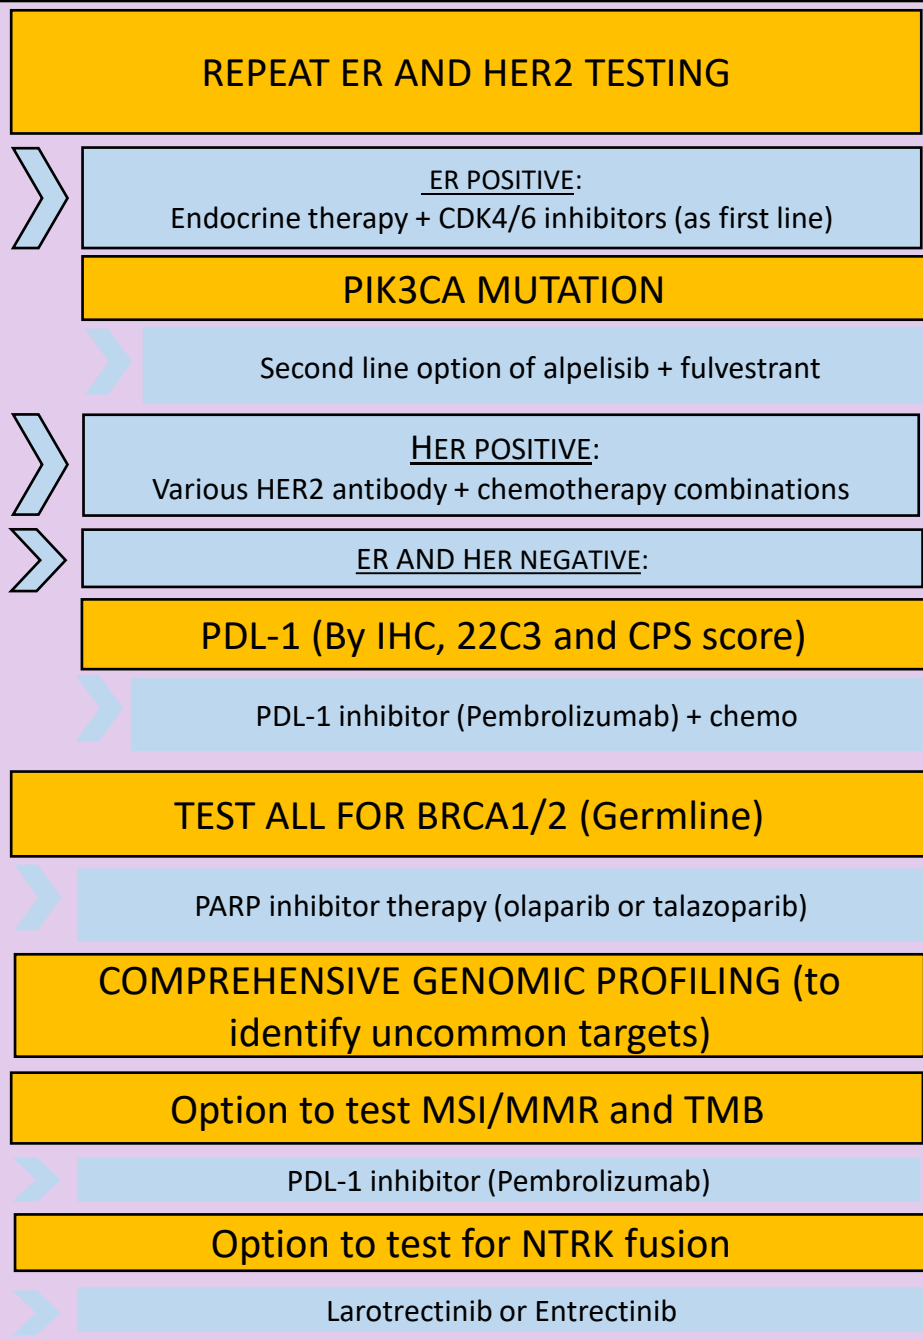 REPEAT ER AND HER2 TESTING
ER POSITIVE:
Endocrine therapy + CDK4/6 inhibitors (as first line)
PIK3CA MUTATION
Second line option of alpelisib + fulvestrant
HER POSITIVE:
Various HER2 antibody + chemotherapy combinations
ER AND HER NEGATIVE:
PDL-1 (By IHC, 22C3 and CPS score)
PDL-1 inhibitor (Pembrolizumab) + chemo
TEST ALL FOR BRCA1/2 (Germline)
PARP inhibitor therapy (olaparib or talazoparib)
COMPREHENSIVE GENOMIC PROFILING (to
identify uncommon targets)
Option to test MSI/MMR and TMB
PDL-1 inhibitor (Pembrolizumab)
Option to test for NTRK fusion
Larotrectinib or Entrectinib